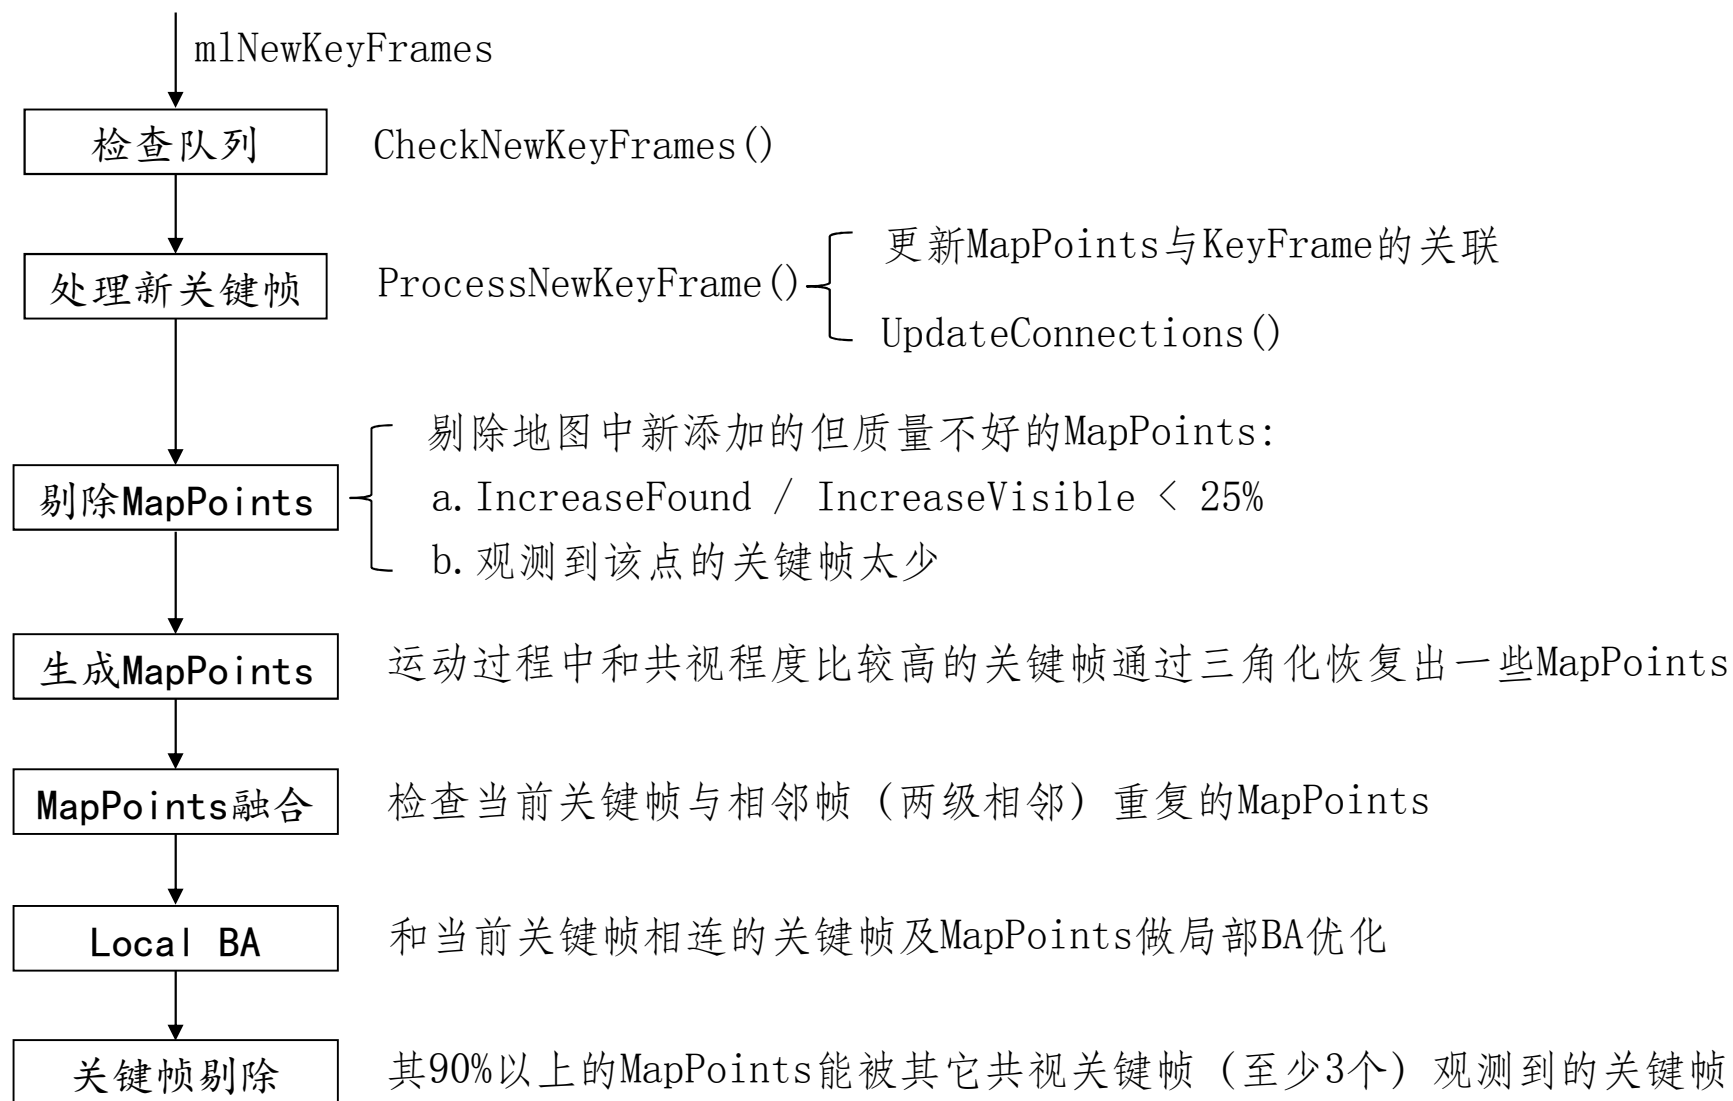 mlNewKeyFrames
检查队列 CheckNewKeyFrames()
更新MapPoints与KeyFrame的关联
处理新关键帧 ProcessNewKeyFrame()
UpdateConnections()
剔除地图中新添加的但质量不好的MapPoints:
剔除MapPoints a.IncreaseFound / IncreaseVisible < 25%
b.观测到该点的关键帧太少
生成MapPoints 运动过程中和共视程度比较高的关键帧通过三角化恢复出一些MapPoints
MapPoints融合 检查当前关键帧与相邻帧（两级相邻）重复的MapPoints
Local BA 和当前关键帧相连的关键帧及MapPoints做局部BA优化
关键帧剔除 其90%以上的MapPoints能被其它共视关键帧（至少3个）观测到的关键帧